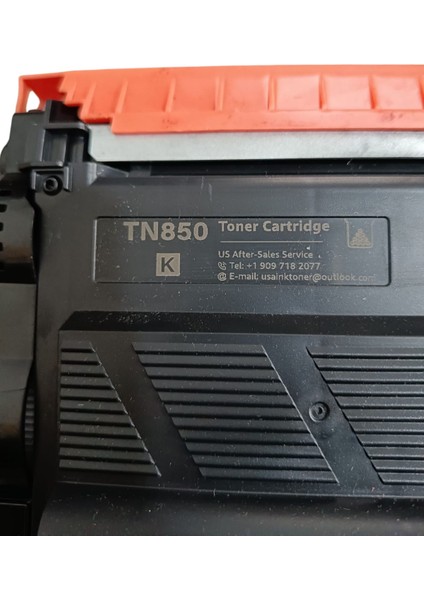 TN850 Toner Cartridge
K
US After-Sales Service
Tel: +1 909 718 2077
E-mail: usainktoner@outlook.com